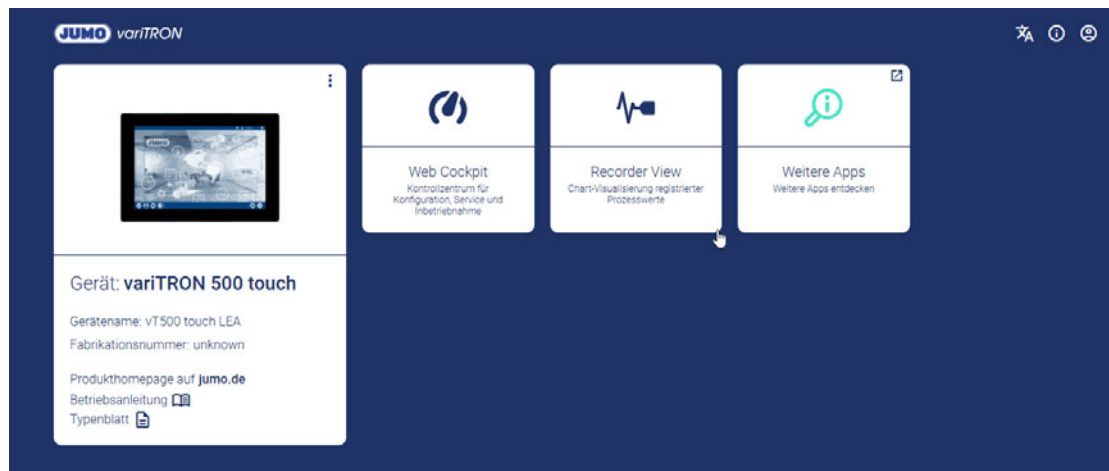 JUMO variTRON
Gerät: variTRON 500 touch
Gerätename: vT500 touch LEA
Fabrikationsnummer: unknown
Produkthomepage auf jumo.de
Betriebsanleitung
Typenblatt
Web Cockpit
Kontrollzentrum für
Konfiguration, Service und
Inbetriebnahme
Recorder View
Chart-Visualisierung registrierter
Prozesswerte
Weitere Apps
Weitere Apps entdecken